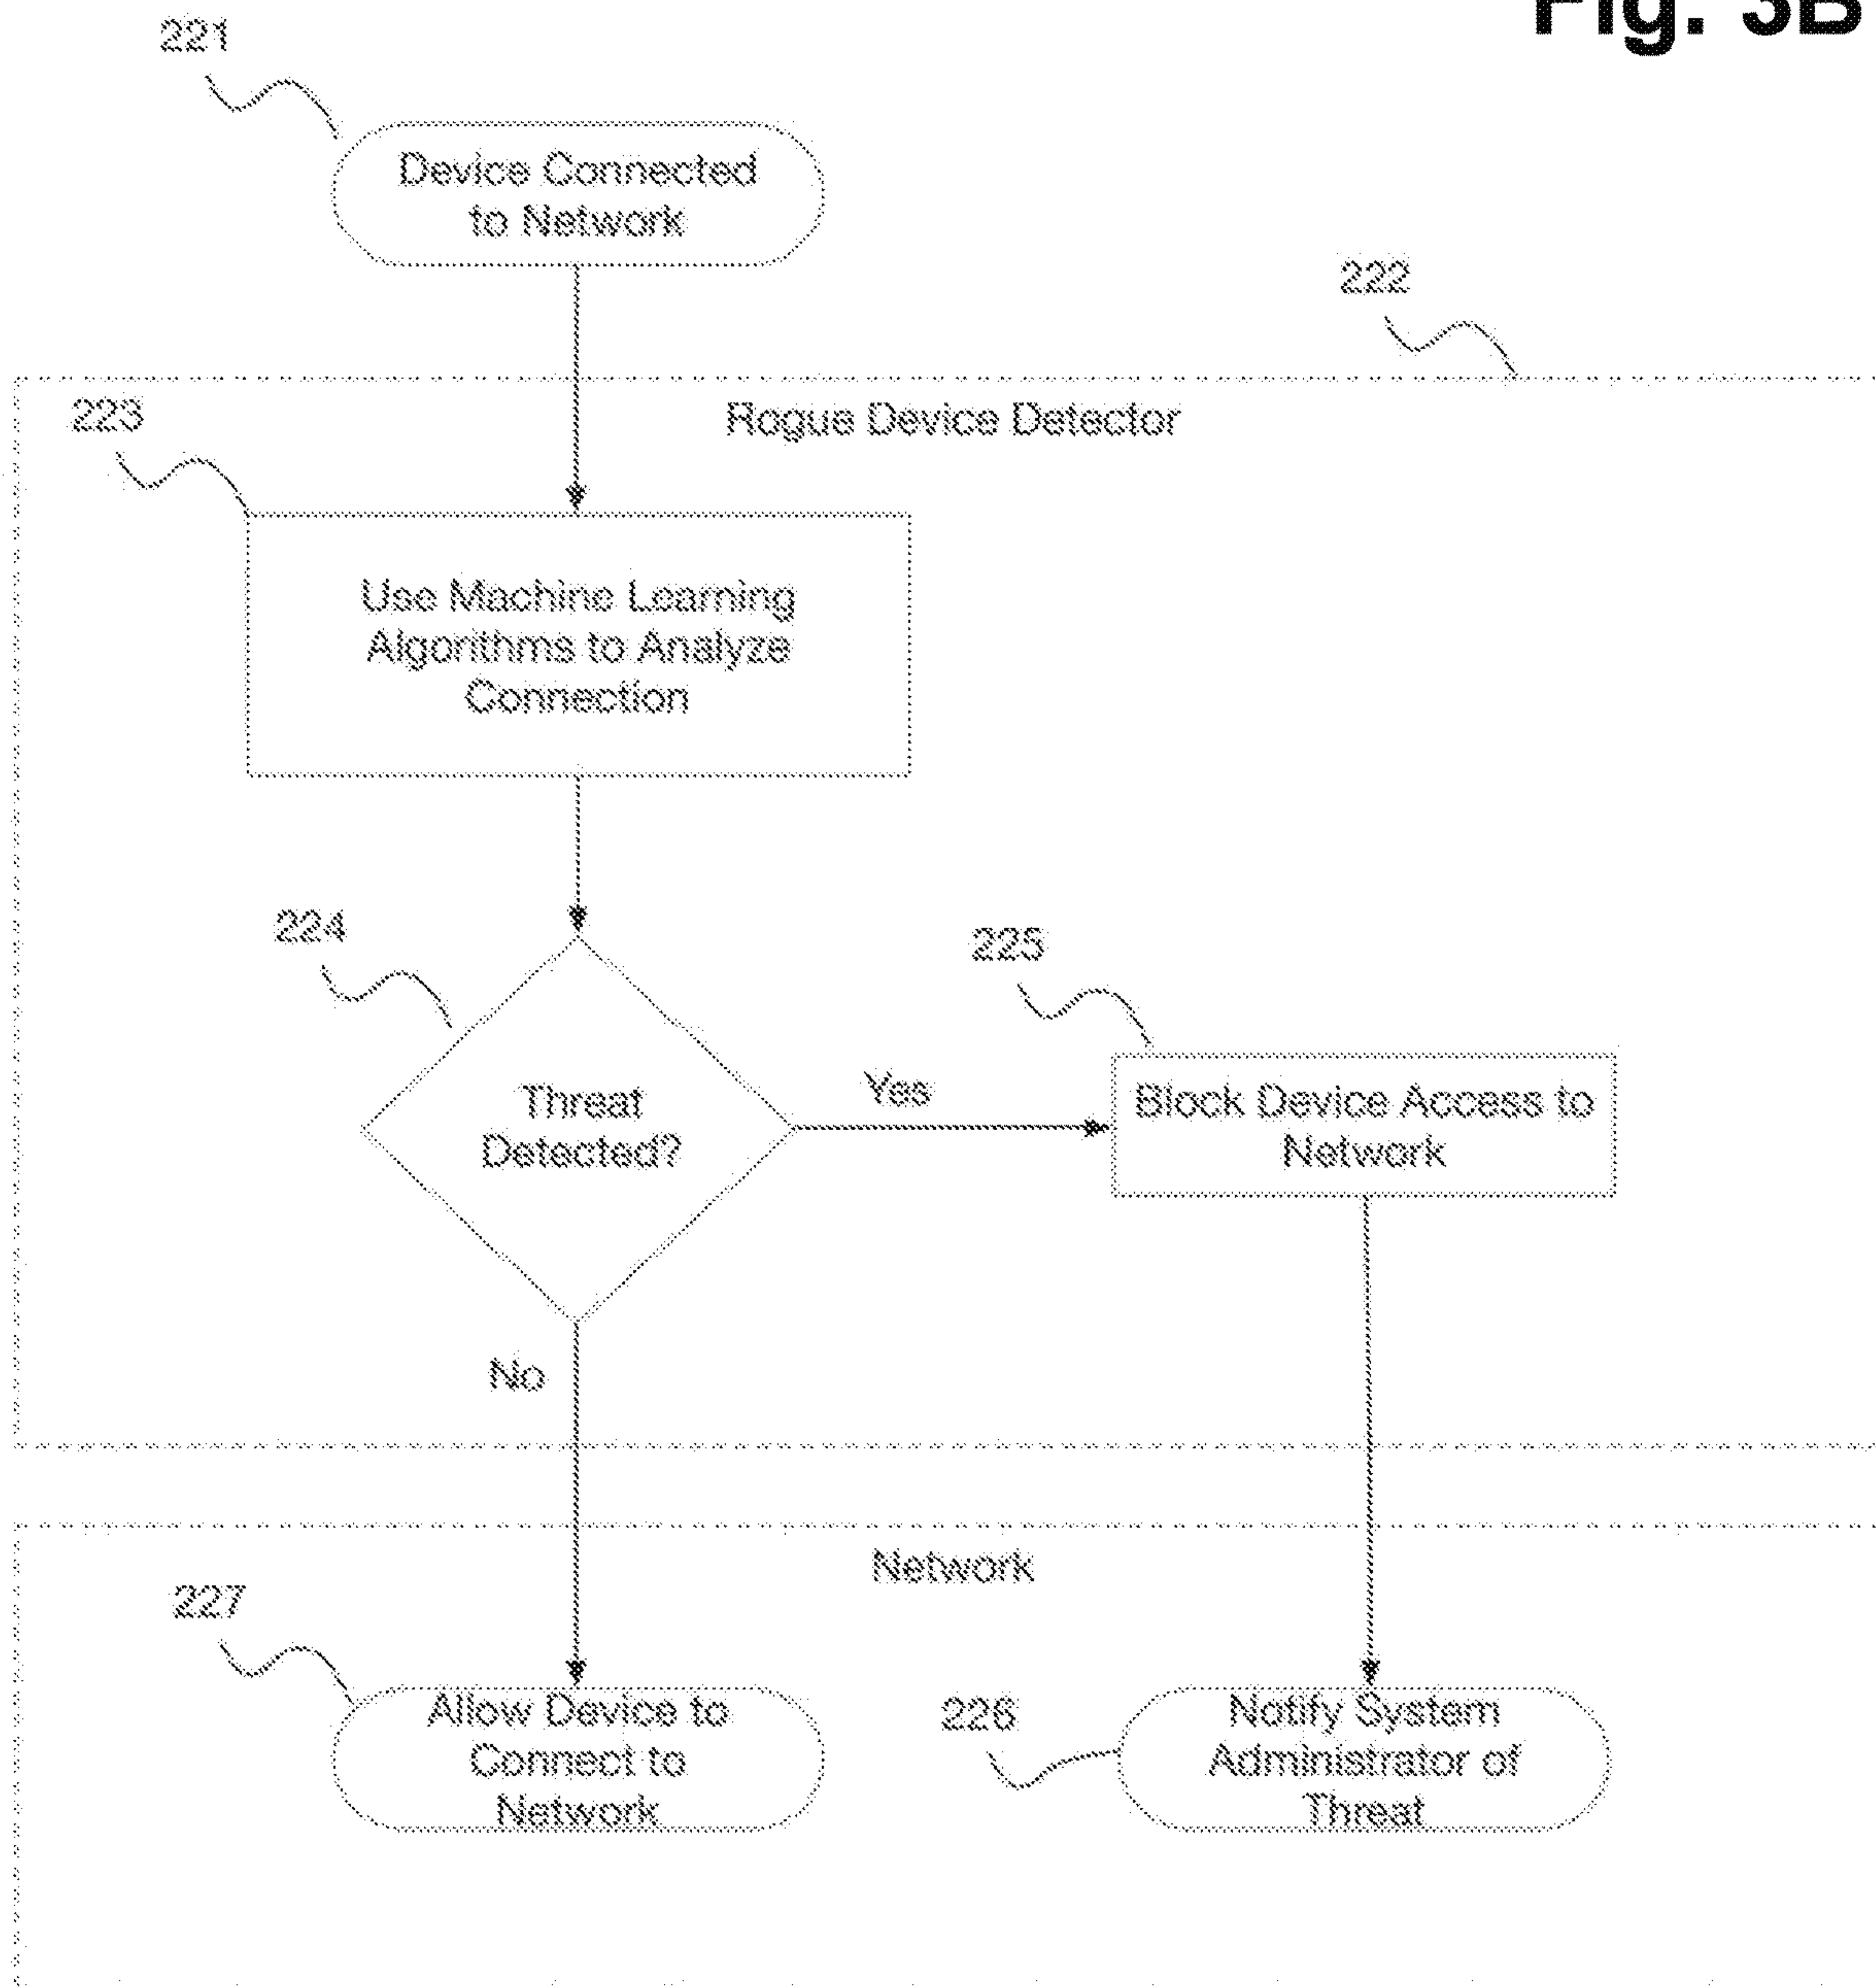 Fig. 3B
221
Device Connected
to Network
222
223
Rogue Device Detector
Use Machine Learning
Algorithms to Analyze
Connection
224
225
Threat
Detected?
Yes
Block Device Access to
Network
No
Network
227
Allow Device to
Connect to
Network
226
Notify System
Administrator of
Threat